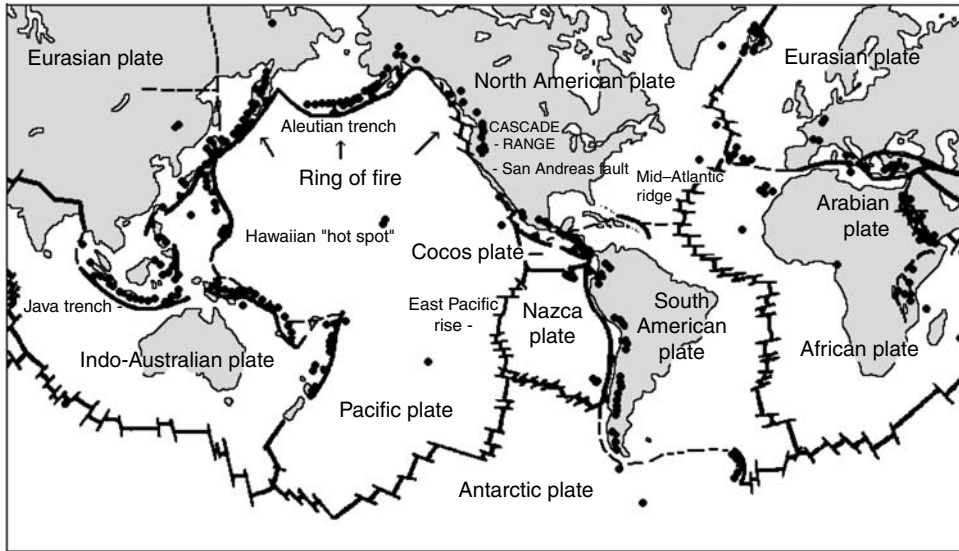 Eurasian plate
North American plate
Eurasian plate
Aleutian trench
CASCADE
- RANGE
- San Andreas fault
Ring of fire
Mid–Atlantic
ridge
Arabian
plate
Hawaiian "hot spot"
Cocos plate
Java trench -
East Pacific
rise -
Nazca
plate
South
American
plate
Indo-Australian plate
African plate
Pacific plate
Antarctic plate